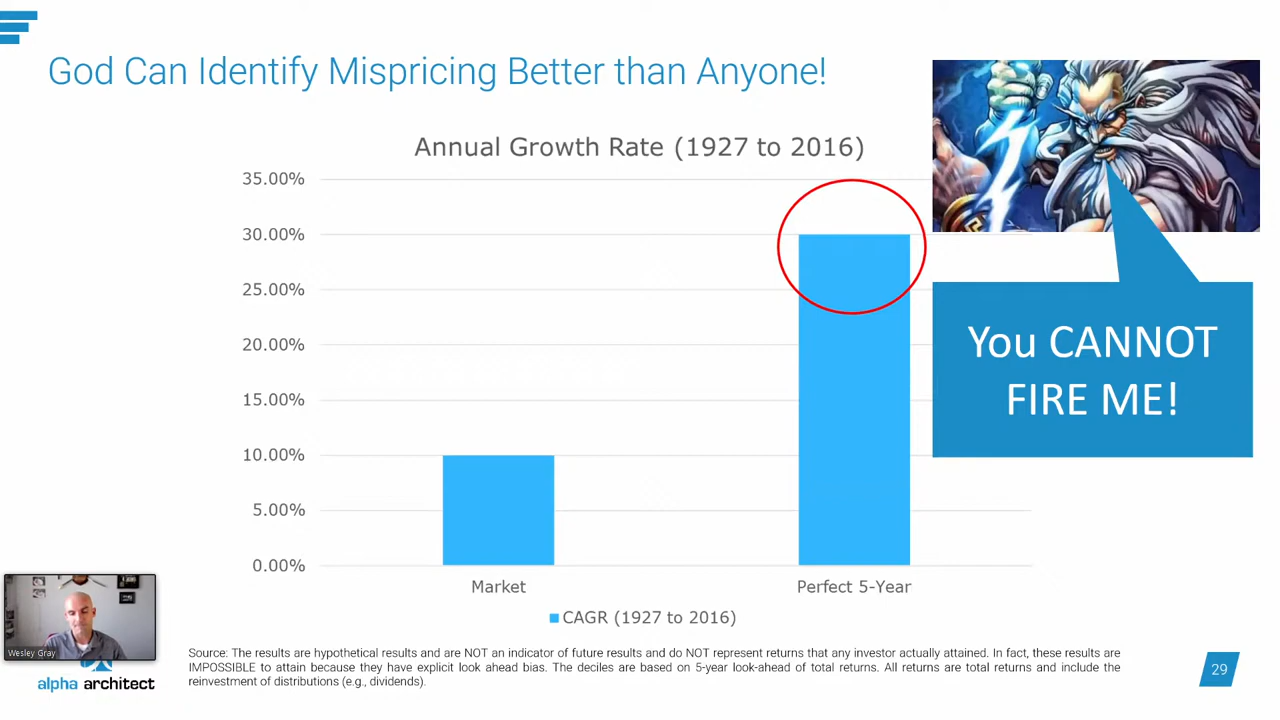 God Can Identify Mispricing Better than Anyone!
Annual Growth Rate (1927 to 2016)
35.00%
30.00%
25.00%
20.00%
15.00%
10.00%
5.00%
0.00%
Market
Perfect 5-Year
CAGR (1927 to 2016)
You CANNOT
FIRE ME!
Wesley Gray
alpha architect
Source: The results are hypothetical results and are NOT an indicator of future results and do NOT represent returns that any investor actually attained. In fact, these results are
IMPOSSIBLE to attain because they have explicit look ahead bias. The deciles are based on 5-year look-ahead of total returns. All returns are total returns and include the
reinvestment of distributions (e.g., dividends).
29